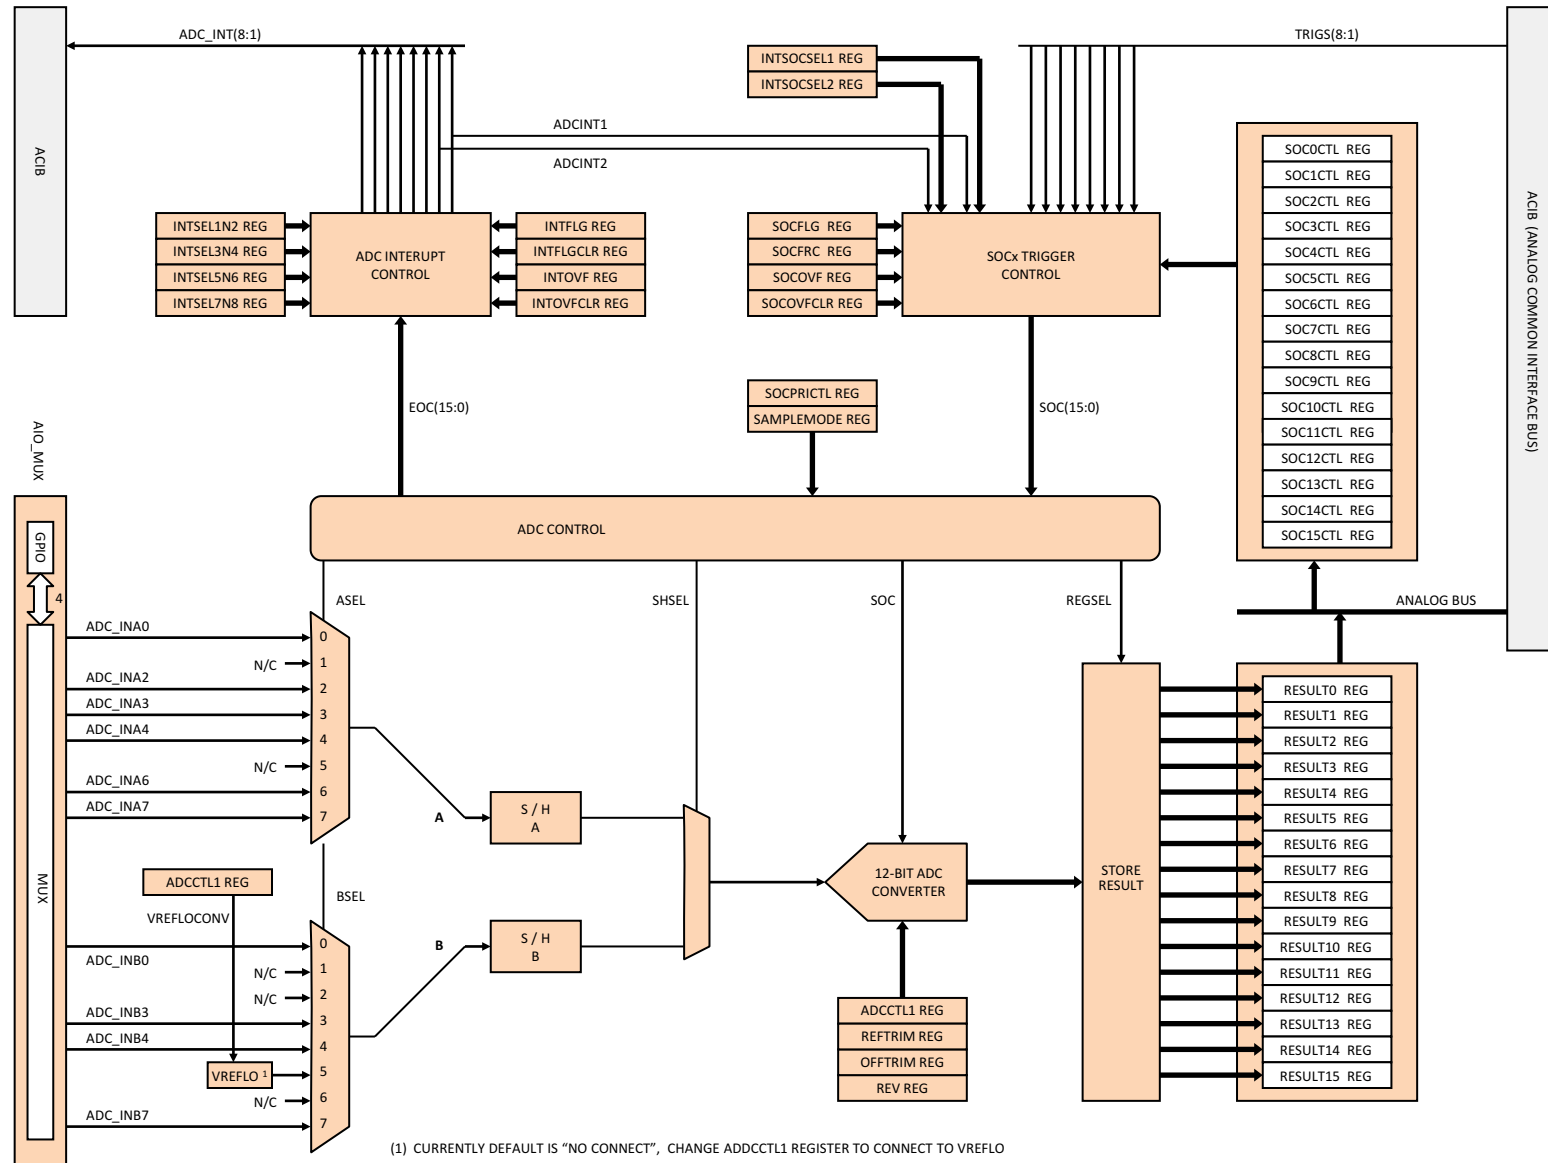 ADC_INT(8:1)
TRIGS(8:1)
INTSOCSEL1 REG
INTSOCSEL2 REG
ADCINT1
ADCINT2
ACIB
ACIB (ANALOG COMMON INTERFACE BUS)
INTSEL1N2 REG
INTSEL3N4 REG
INTSEL5N6 REG
INTSEL7N8 REG
ADC INTERUPT
CONTROL
INTFLG REG
INTFLGCLR REG
INTOVF REG
INTOVFCLR REG
SOCFLG REG
SOCFRC REG
SOCOVF REG
SOCOVFCLR REG
SOCx TRIGGER
CONTROL
SOC0CTL REG
SOC1CTL REG
SOC2CTL REG
SOC3CTL REG
SOC4CTL REG
SOC5CTL REG
SOC6CTL REG
SOC7CTL REG
SOC8CTL REG
SOC9CTL REG
SOC10CTL REG
SOC11CTL REG
SOC12CTL REG
SOC13CTL REG
SOC14CTL REG
SOC15CTL REG
EOC(15:0)
SOCPRICTL REG
SAMPLEMODE REG
SOC(15:0)
AIO_MUX
GPIO
4
MUX
ADC CONTROL
ASEL
SHSEL
SOC
REGSEL
ANALOG BUS
ADC_INA0
N/C
ADC_INA2
ADC_INA3
ADC_INA4
N/C
ADC_INA6
ADC_INA7
0
1
2
3
4
5
6
7
A
S / H
A
ADCCTL1 REG
VREFLOCONV
BSEL
ADC_INB0
N/C
N/C
ADC_INB3
ADC_INB4
VREFLO 1
N/C
ADC_INB7
0
1
2
3
4
5
6
7
B
S / H
B
12-BIT ADC
CONVERTER
ADCCTL1 REG
REFTRIM REG
OFFTRIM REG
REV REG
STORE
RESULT
RESULT0 REG
RESULT1 REG
RESULT2 REG
RESULT3 REG
RESULT4 REG
RESULT5 REG
RESULT6 REG
RESULT7 REG
RESULT8 REG
RESULT9 REG
RESULT10 REG
RESULT11 REG
RESULT12 REG
RESULT13 REG
RESULT14 REG
RESULT15 REG
(1) CURRENTLY DEFAULT IS “NO CONNECT”, CHANGE ADDCCTL1 REGISTER TO CONNECT TO VREFLO